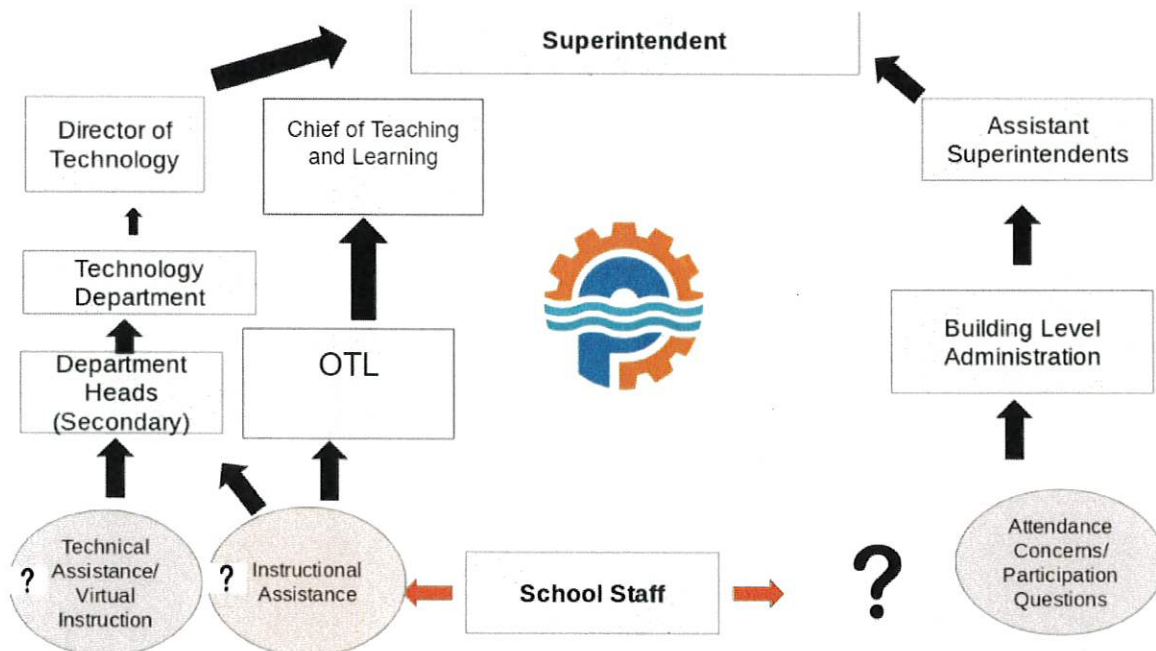 Superintendent
Director of
Technology
Chief of Teaching
and Learning
Assistant
Superintendents
Technology
Department
Building Level
Administration
Department
Heads
(Secondary)
OTL
?
Technical
Assistance/
Virtual
Instruction
?
Instructional
Assistance
School Staff
?
Attendance
Concerns/
Participation
Questions